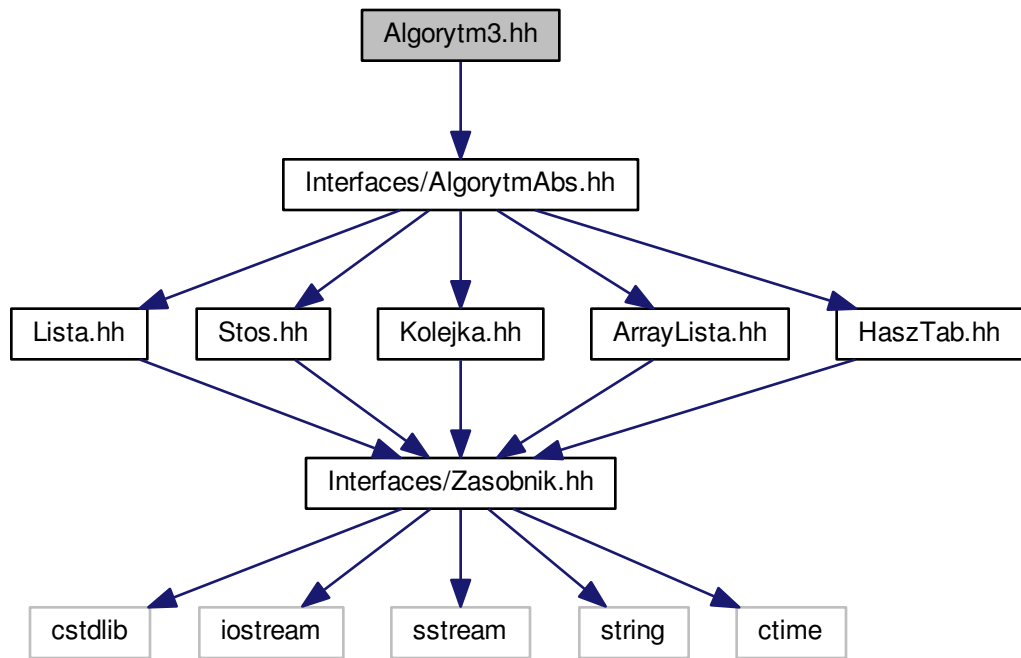 Algorytm3.hh
Interfaces/AlgorytmAbs.hh
Lista.hh
Stos.hh
Kolejka.hh
ArrayLista.hh
HaszTab.hh
Interfaces/Zasobnik.hh
cstdlib
iostream
sstream
string
ctime